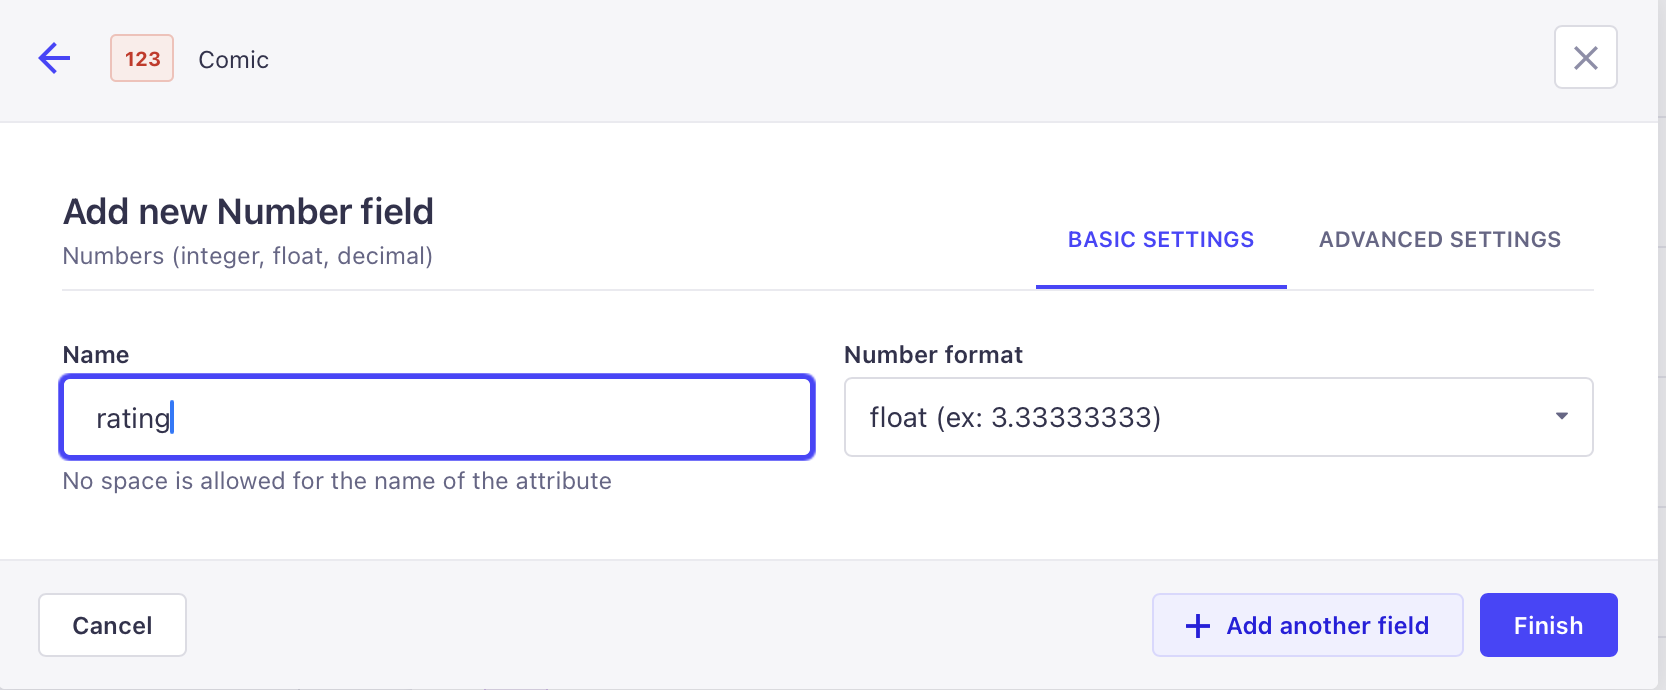 123 Comic
Add new Number field
Numbers (integer, float, decimal)
BASIC SETTINGS ADVANCED SETTINGS
Name
rating
No space is allowed for the name of the attribute
Number format
float (ex: 3.33333333)
Cancel
+ Add another field
Finish